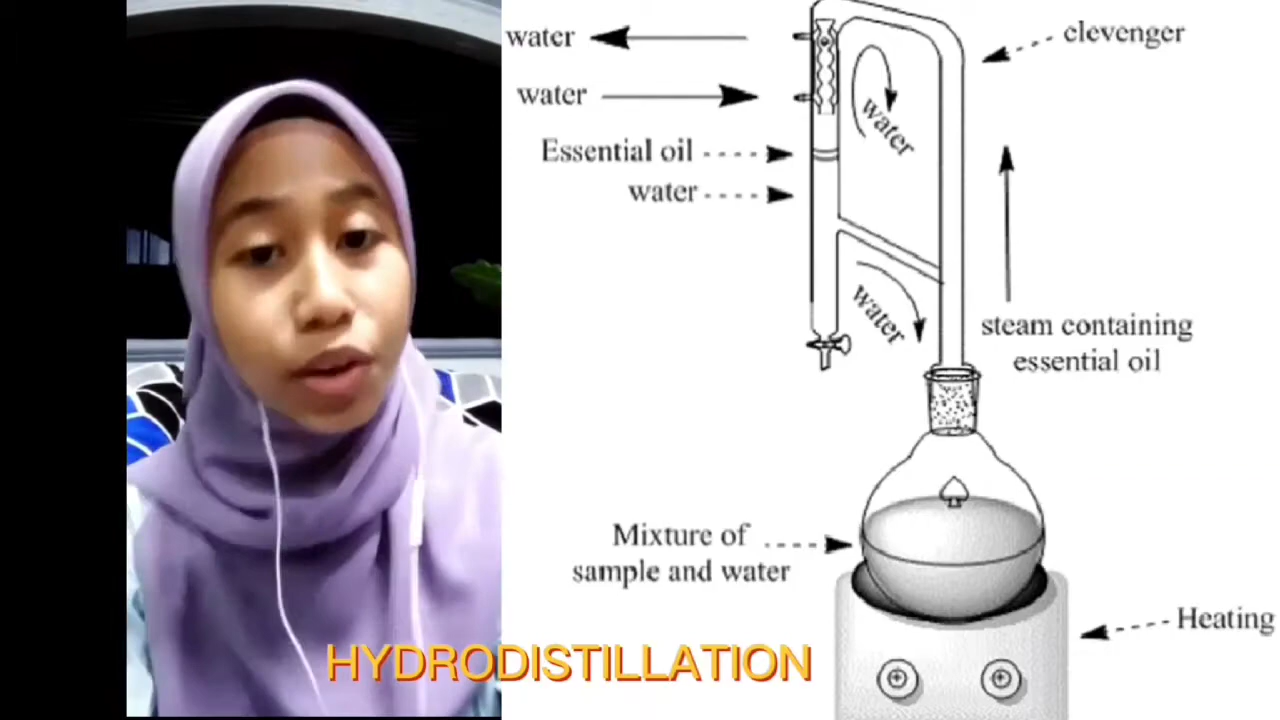 water
clevenger
water
water
Essential oil
water
water
steam containing
essential oil
Mixture of
sample and water
Heating
HYDRODISTILLATION